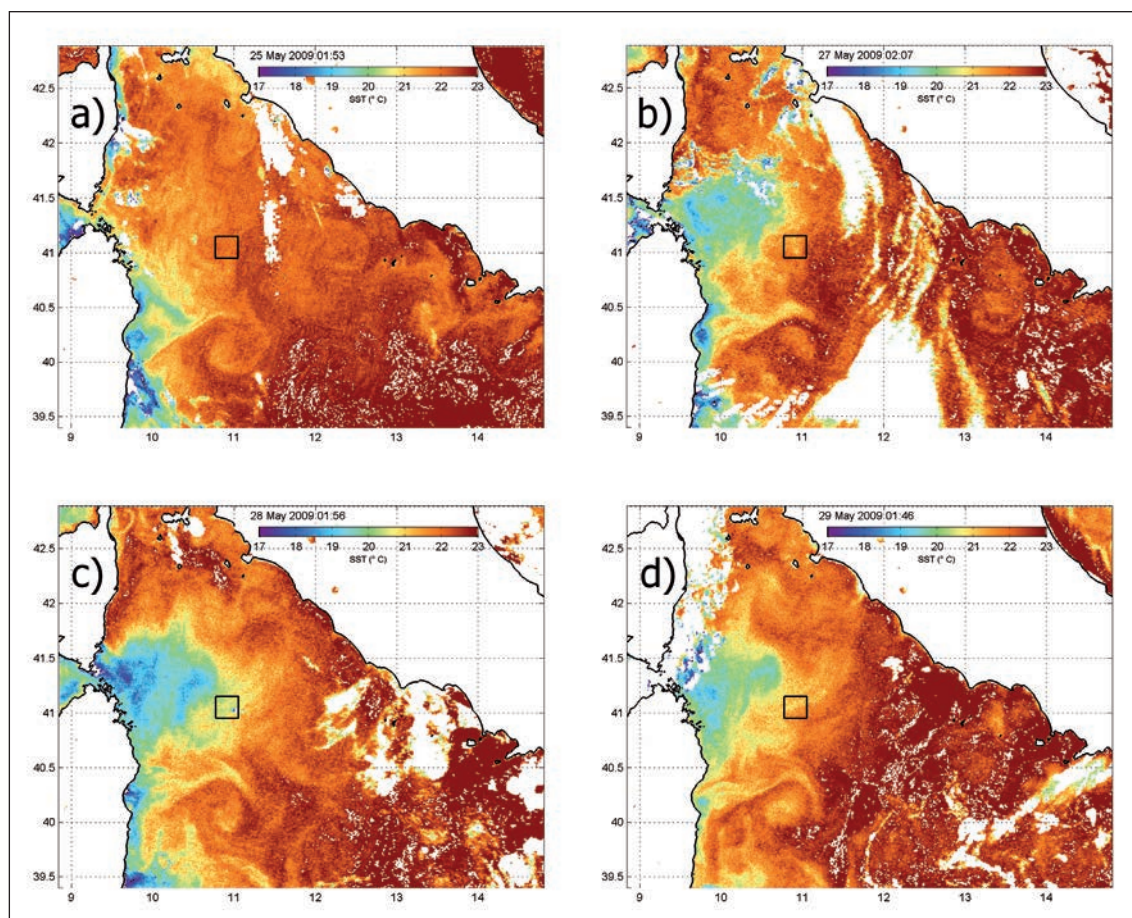 a)
25 May 2009 01:53
17 18 19 20 21 22 23
SST (° C)
42.5
42
41.5
41
40.5
40
39.5
9 10 11 12 13 14
b)
27 May 2009 02:07
17 18 19 20 21 22 23
SST (° C)
42.5
42
41.5
41
40.5
40
39.5
9 10 11 12 13 14
c)
28 May 2009 01:56
17 18 19 20 21 22 23
SST (° C)
42.5
42
41.5
41
40.5
40
39.5
9 10 11 12 13 14
d)
29 May 2009 01:46
17 18 19 20 21 22 23
SST (° C)
42.5
42
41.5
41
40.5
40
39.5
9 10 11 12 13 14